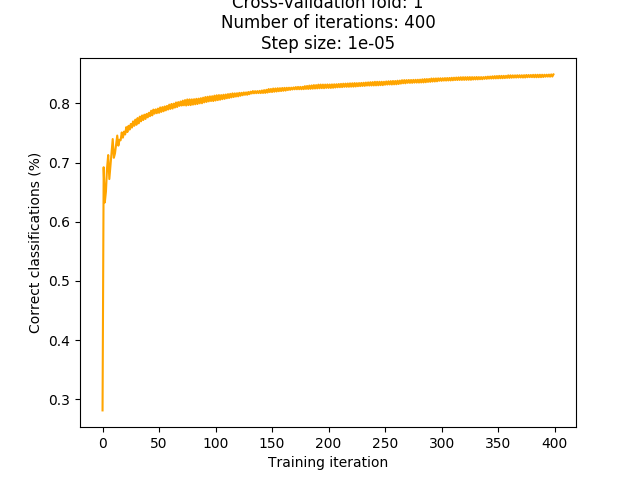 Cross-validation fold: 1
Number of iterations: 400
Step size: 1e-05
0.8
0.7
0.6
0.5
0.4
0.3
Correct classifications (%)
0 50 100 150 200 250 300 350 400
Training iteration